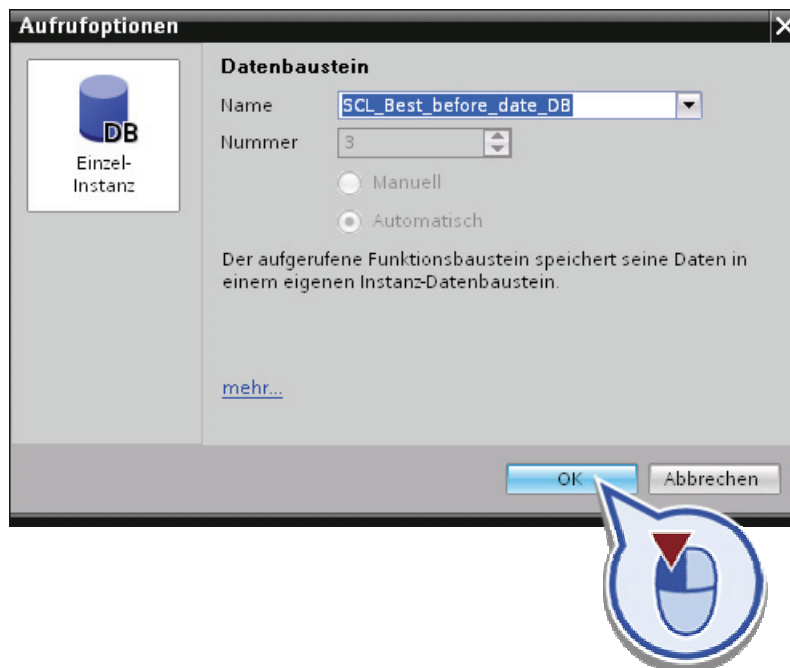 Aufrufoptionen
DB
Einzel-
Instanz
Datenbaustein
Name SCL_Best_before_date_DB
Nummer 3
Manuell
Automatisch
Der aufgerufene Funktionsbaustein speichert seine Daten in
einem eigenen Instanz-Datenbaustein.
mehr...
OK Abbrechen